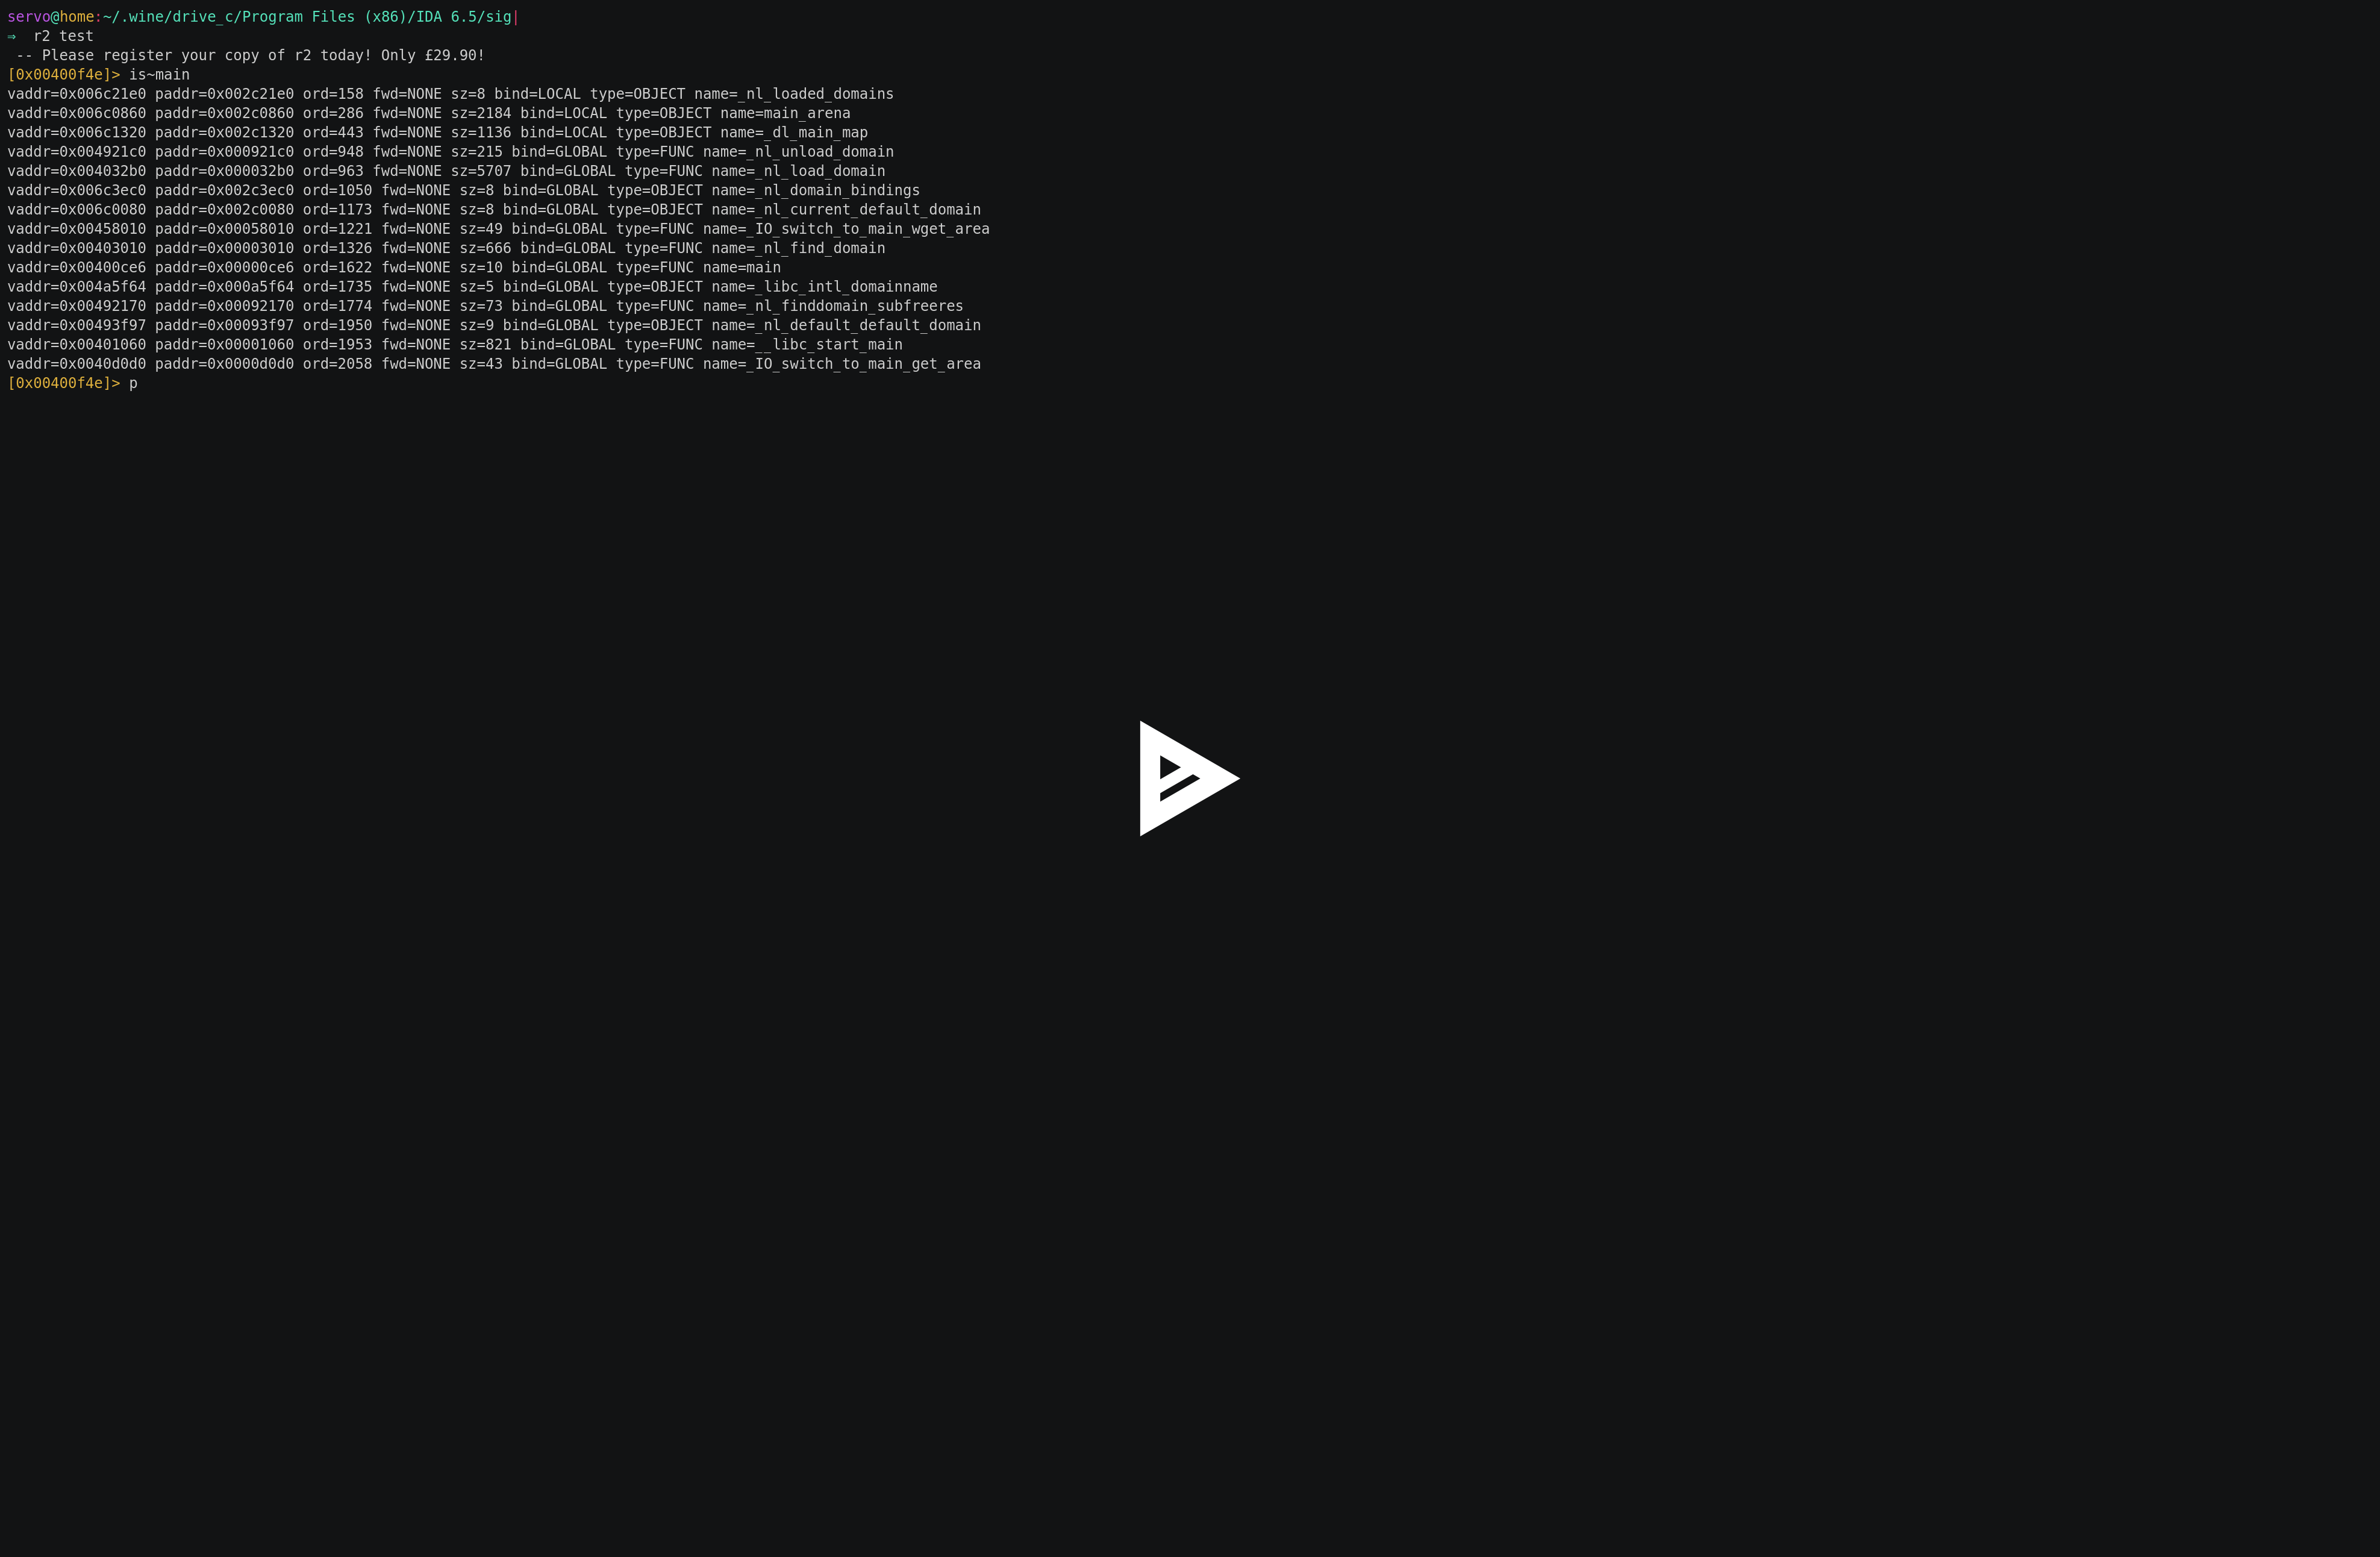 servo@home:~/.wine/drive_c/Program Files (x86)/IDA 6.5/sig|
⇒  r2 test
 -- Please register your copy of r2 today! Only £29.90!
[0x00400f4e]> is~main
vaddr=0x006c21e0 paddr=0x002c21e0 ord=158 fwd=NONE sz=8 bind=LOCAL type=OBJECT name=_nl_loaded_domains
vaddr=0x006c0860 paddr=0x002c0860 ord=286 fwd=NONE sz=2184 bind=LOCAL type=OBJECT name=main_arena
vaddr=0x006c1320 paddr=0x002c1320 ord=443 fwd=NONE sz=1136 bind=LOCAL type=OBJECT name=_dl_main_map
vaddr=0x004921c0 paddr=0x000921c0 ord=948 fwd=NONE sz=215 bind=GLOBAL type=FUNC name=_nl_unload_domain
vaddr=0x004032b0 paddr=0x000032b0 ord=963 fwd=NONE sz=5707 bind=GLOBAL type=FUNC name=_nl_load_domain
vaddr=0x006c3ec0 paddr=0x002c3ec0 ord=1050 fwd=NONE sz=8 bind=GLOBAL type=OBJECT name=_nl_domain_bindings
vaddr=0x006c0080 paddr=0x002c0080 ord=1173 fwd=NONE sz=8 bind=GLOBAL type=OBJECT name=_nl_current_default_domain
vaddr=0x00458010 paddr=0x00058010 ord=1221 fwd=NONE sz=49 bind=GLOBAL type=FUNC name=_IO_switch_to_main_wget_area
vaddr=0x00403010 paddr=0x00003010 ord=1326 fwd=NONE sz=666 bind=GLOBAL type=FUNC name=_nl_find_domain
vaddr=0x00400ce6 paddr=0x00000ce6 ord=1622 fwd=NONE sz=10 bind=GLOBAL type=FUNC name=main
vaddr=0x004a5f64 paddr=0x000a5f64 ord=1735 fwd=NONE sz=5 bind=GLOBAL type=OBJECT name=_libc_intl_domainname
vaddr=0x00492170 paddr=0x00092170 ord=1774 fwd=NONE sz=73 bind=GLOBAL type=FUNC name=_nl_finddomain_subfreeres
vaddr=0x00493f97 paddr=0x00093f97 ord=1950 fwd=NONE sz=9 bind=GLOBAL type=OBJECT name=_nl_default_default_domain
vaddr=0x00401060 paddr=0x00001060 ord=1953 fwd=NONE sz=821 bind=GLOBAL type=FUNC name=__libc_start_main
vaddr=0x0040d0d0 paddr=0x0000d0d0 ord=2058 fwd=NONE sz=43 bind=GLOBAL type=FUNC name=_IO_switch_to_main_get_area
[0x00400f4e]> p